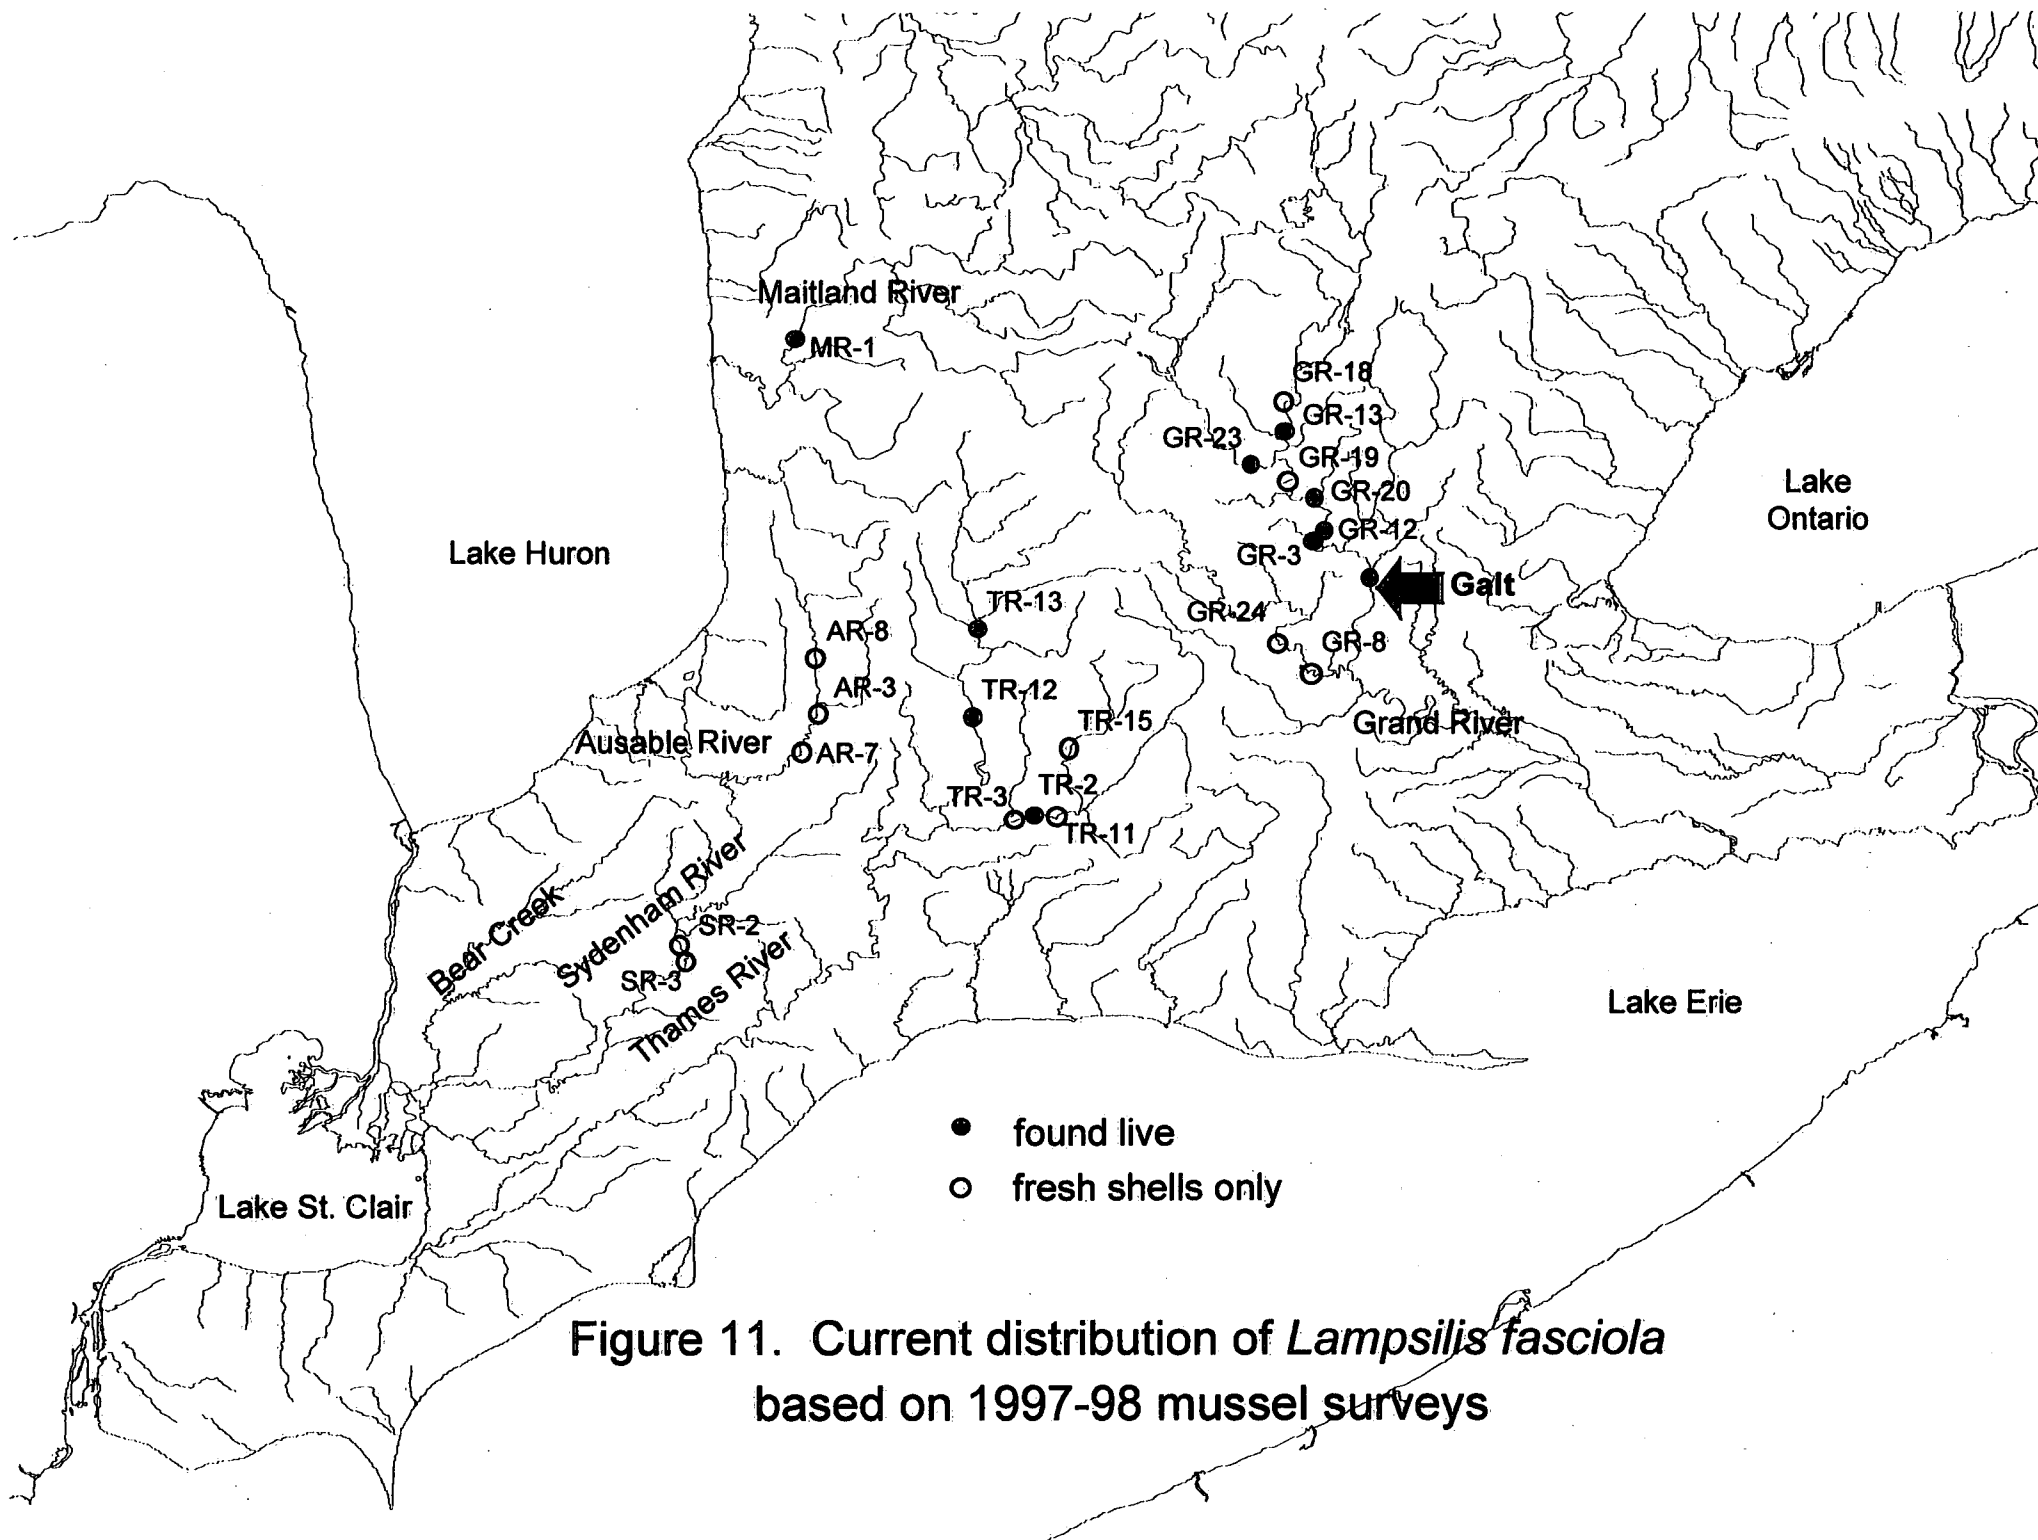 Maitland River
MR-1
GR-18
GR-13
GR-23
GR-19
GR-20
GR-12
GR-3
Galt
Lake
Ontario
Lake Huron
TR-13
GR-24
GR-8
AR-8
AR-3
TR-12
TR-15
Grand River
Ausable River
AR-7
TR-3
TR-2
TR-11
Bear Creek
Sydenham River
SR-2
SR-3
Thames River
Lake Erie
found live
fresh shells only
Lake St. Clair
Figure 11. Current distribution of Lampsilis fasciola
based on 1997-98 mussel surveys